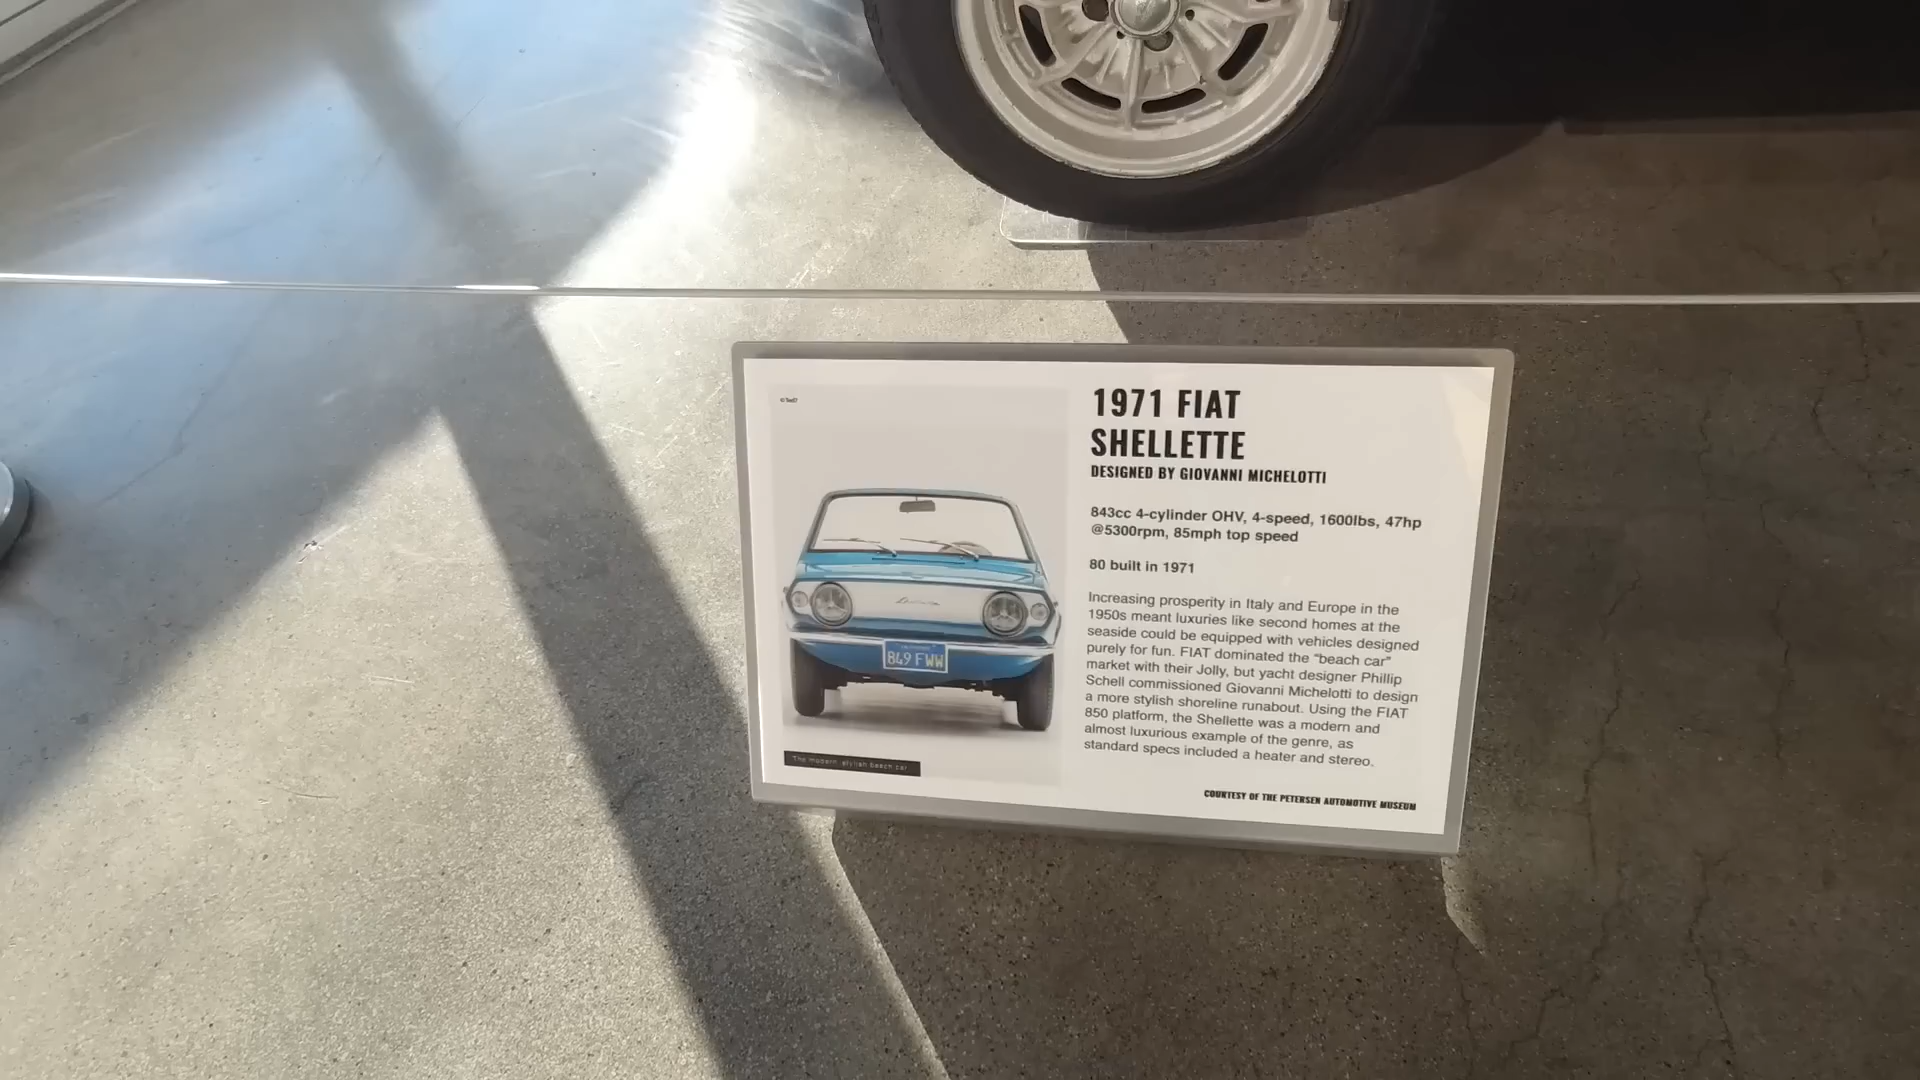 1971 FIAT
SHELLETTE
DESIGNED BY GIOVANNI MICHELOTTI
843cc 4-cylinder OHV, 4-speed, 1600lbs, 47hp
@5300rpm, 85mph top speed
80 built in 1971
Increasing prosperity in Italy and Europe in the
1950s meant luxuries like second homes at the
seaside could be equipped with vehicles designed
purely for fun. FIAT dominated the "beach car"
market with their Jolly, but yacht designer Phillip
Schell commissioned Giovanni Michelotti to design
a more stylish shoreline runabout. Using the FIAT
850 platform, the Shellette was a modern and
almost luxurious example of the genre, as
standard specs included a heater and stereo.
COURTESY OF THE PETERSEN AUTOMOTIVE MUSEUM
849 FWW
The modern, stylish beach car.